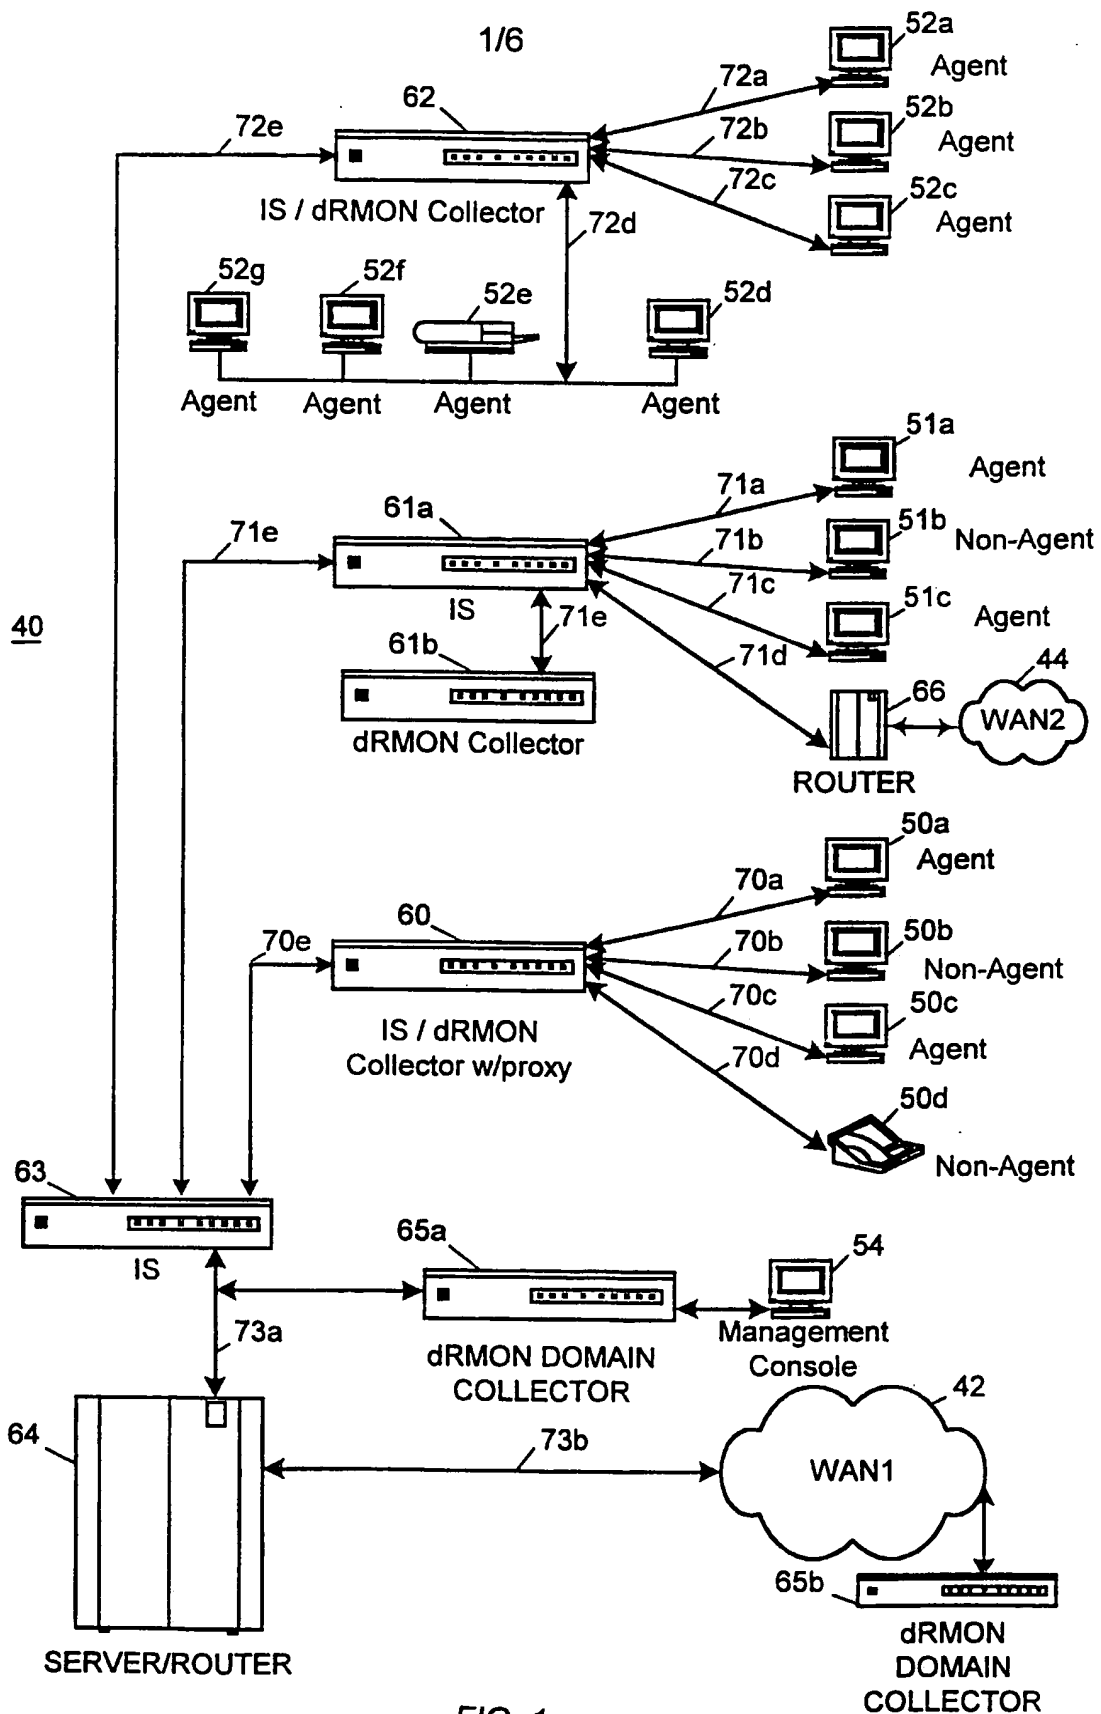 1/6
52a
Agent
72a
62
52b
72e
72b
Agent
72c
52c
IS / dRMON Collector
72d
Agent
52g
52f
52e
52d
Agent
Agent
Agent
Agent
51a
Agent
61a
71a
71e
71b
51b
Non-Agent
71c
51c
IS
71e
Agent
40
61b
71d
44
66
WAN2
dRMON Collector
ROUTER
50a
Agent
70a
60
70e
70b
50b
Non-Agent
70c
50c
IS / dRMON
Collector w/proxy
Agent
70d
50d
Non-Agent
63
65a
54
IS
73a
Management
Console
dRMON DOMAIN
COLLECTOR
42
64
73b
WAN1
65b
SERVER/ROUTER
dRMON
DOMAIN
COLLECTOR
FIG. 1